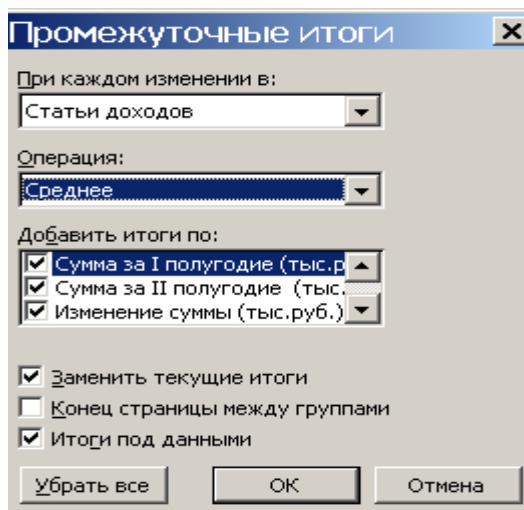 Промежуточные итоги
При каждом изменении в:
Статьи доходов
Операция:
Среднее
Добавить итоги по:
Сумма за I полугодие (тыс.р
Сумма за II полугодие (тыс.
Изменение суммы (тыс.руб.)
Заменить текущие итоги
Конец страницы между группами
Итоги под данными
Убрать все ОК Отмена